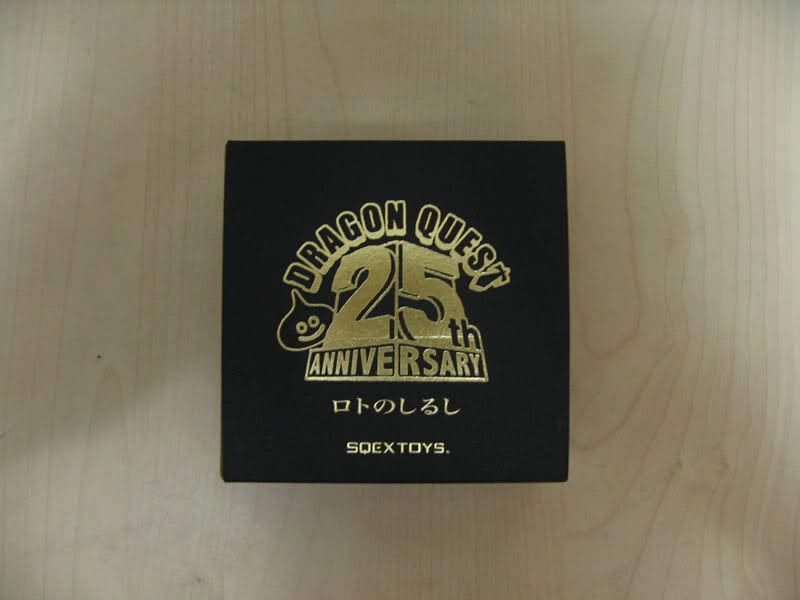 DRAGON QUEST
25th
ANNIVERSARY
ロトのしるし
SQEXTOYS®